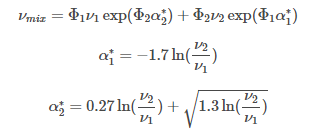 ν_mix = Φ₁ν₁ exp(Φ₂α₂*) + Φ₂ν₂ exp(Φ₁α₁*)
α₁* = −1.7 ln(ν₂/ν₁)
α₂* = 0.27 ln(ν₂/ν₁) + √(1.3 ln(ν₂/ν₁))